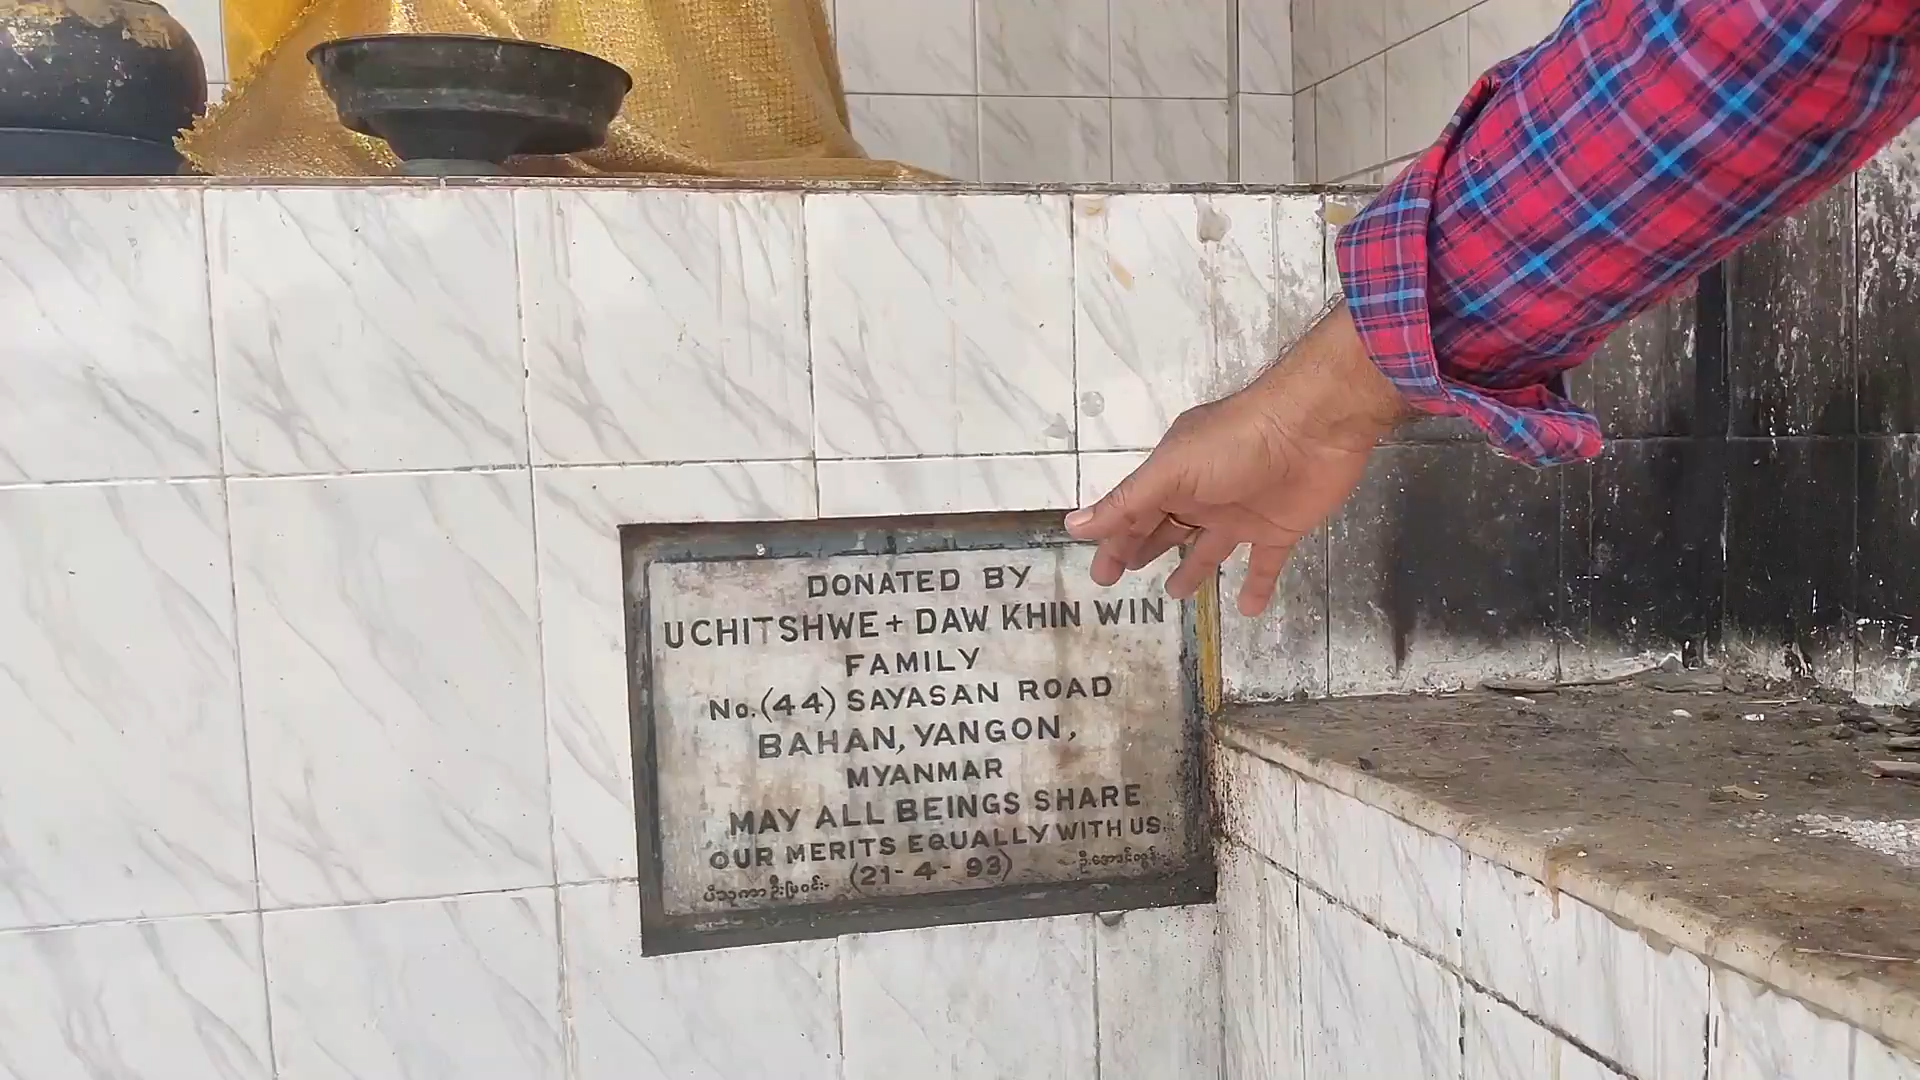 DONATED BY
UCHITSHWE + DAW KHIN WIN
FAMILY
No.(44) SAYASAN ROAD
BAHAN, YANGON,
MYANMAR
MAY ALL BEINGS SHARE
OUR MERITS EQUALLY WITH US.
(21-4-93)